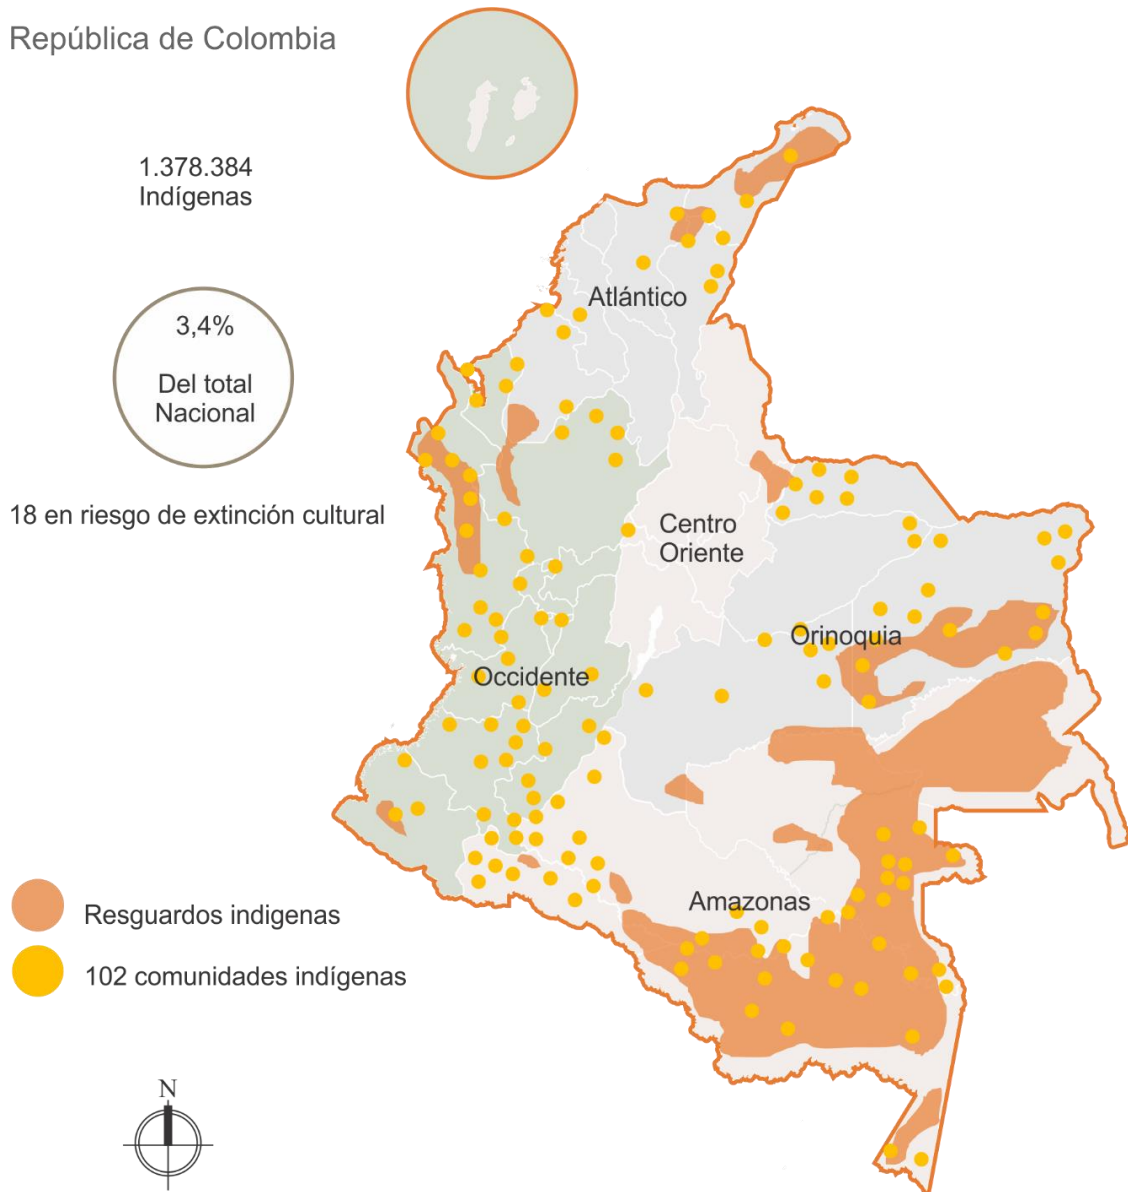 República de Colombia
1.378.384
Indígenas
3,4%
Del total
Nacional
18 en riesgo de extinción cultural
Atlántico
Centro
Oriente
Orinoquia
Occidente
Amazonas
Resguardos indigenas
102 comunidades indígenas
N